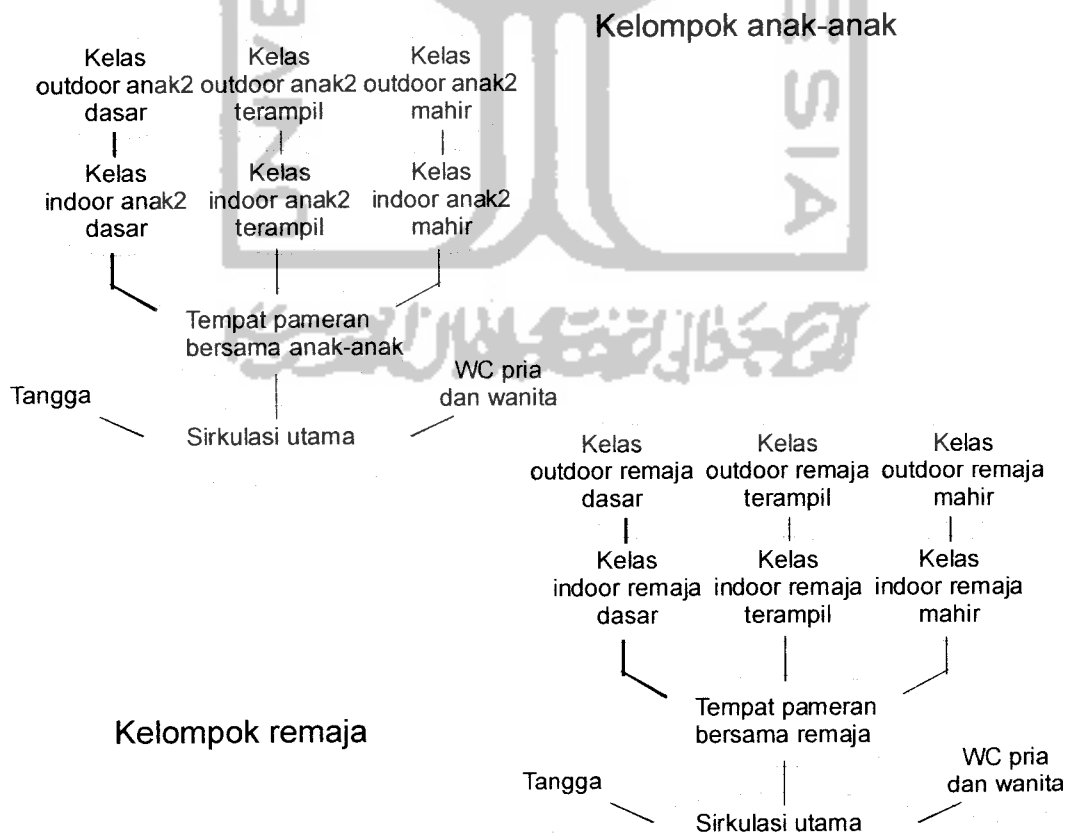 Kelompok anak-anak
Kelas
outdoor anak2
dasar
Kelas
outdoor anak2
terampil
Kelas
outdoor anak2
mahir
Kelas
indoor anak2
dasar
Kelas
indoor anak2
terampil
Kelas
indoor anak2
mahir
Tempat pameran
bersama anak-anak
Tangga
WC pria
dan wanita
Sirkulasi utama
Kelas
outdoor remaja
dasar
Kelas
outdoor remaja
terampil
Kelas
outdoor remaja
mahir
Kelas
indoor remaja
dasar
Kelas
indoor remaja
terampil
Kelas
indoor remaja
mahir
Kelompok remaja
Tempat pameran
bersama remaja
Tangga
WC pria
dan wanita
Sirkulasi utama